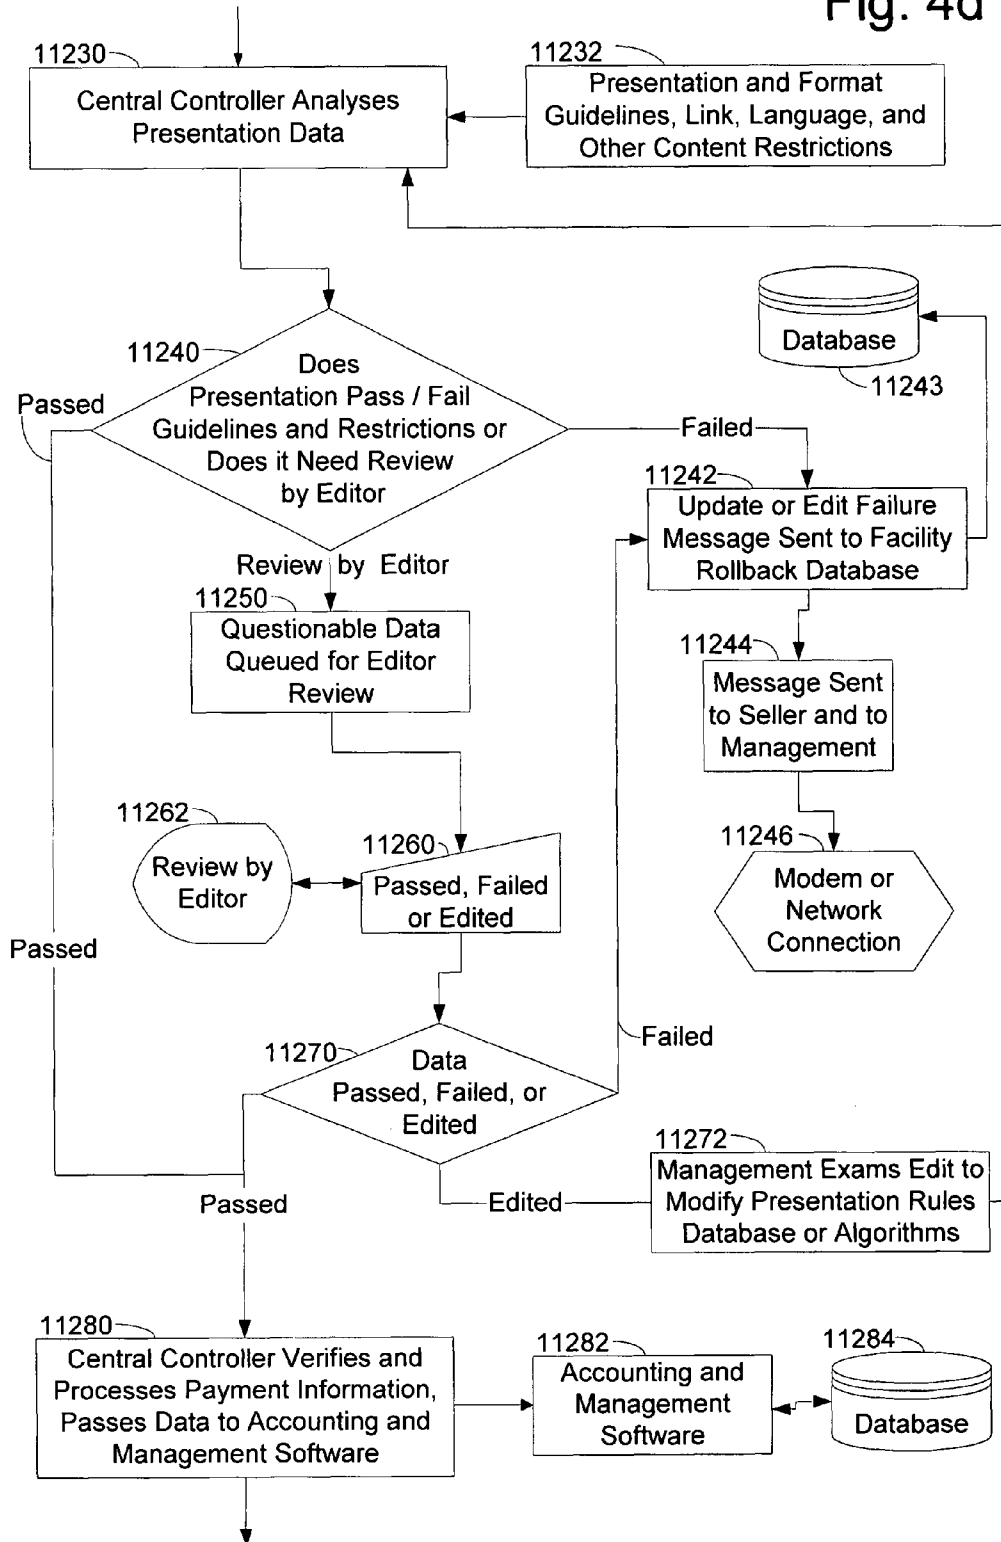 Fig. 4d
11230
Central Controller Analyses
Presentation Data
11232
Presentation and Format
Guidelines, Link, Language, and
Other Content Restrictions
11240
Does
Presentation Pass / Fail
Guidelines and Restrictions or
Does it Need Review
by Editor
Passed
Failed
Database
11243
11242
Update or Edit Failure
Message Sent to Facility
Rollback Database
Review by Editor
11250
Questionable Data
Queued for Editor
Review
11244
Message Sent
to Seller and to
Management
11262
Review by
Editor
11260
Passed, Failed
or Edited
11246
Modem or
Network
Connection
Passed
11270
Data
Passed, Failed, or
Edited
Failed
11272
Management Exams Edit to
Modify Presentation Rules
Database or Algorithms
Edited
Passed
11280
Central Controller Verifies and
Processes Payment Information,
Passes Data to Accounting and
Management Software
11282
Accounting and
Management
Software
11284
Database